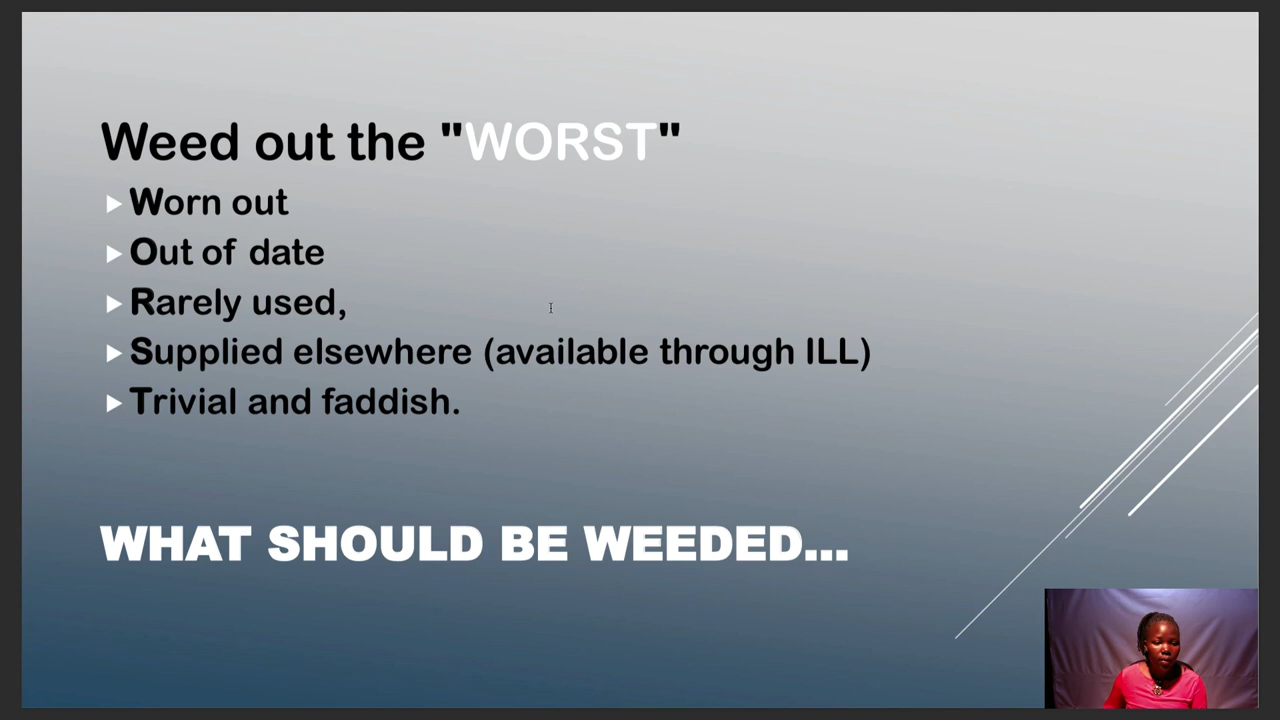 Weed out the "WORST"
Worn out
Out of date
Rarely used,
Supplied elsewhere (available through ILL)
Trivial and faddish.
WHAT SHOULD BE WEEDED...